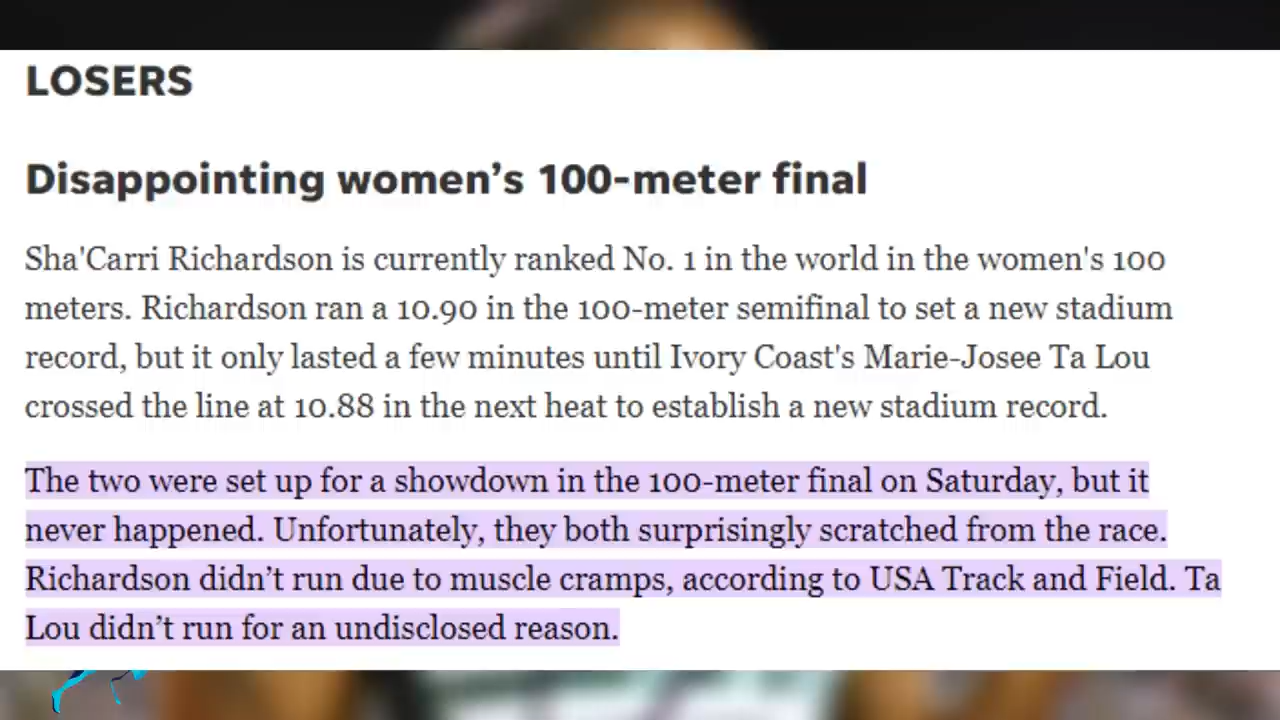 LOSERS
Disappointing women’s 100-meter final
Sha'Carri Richardson is currently ranked No. 1 in the world in the women's 100
meters. Richardson ran a 10.90 in the 100-meter semifinal to set a new stadium
record, but it only lasted a few minutes until Ivory Coast's Marie-Josee Ta Lou
crossed the line at 10.88 in the next heat to establish a new stadium record.
The two were set up for a showdown in the 100-meter final on Saturday, but it
never happened. Unfortunately, they both surprisingly scratched from the race.
Richardson didn’t run due to muscle cramps, according to USA Track and Field. Ta
Lou didn’t run for an undisclosed reason.